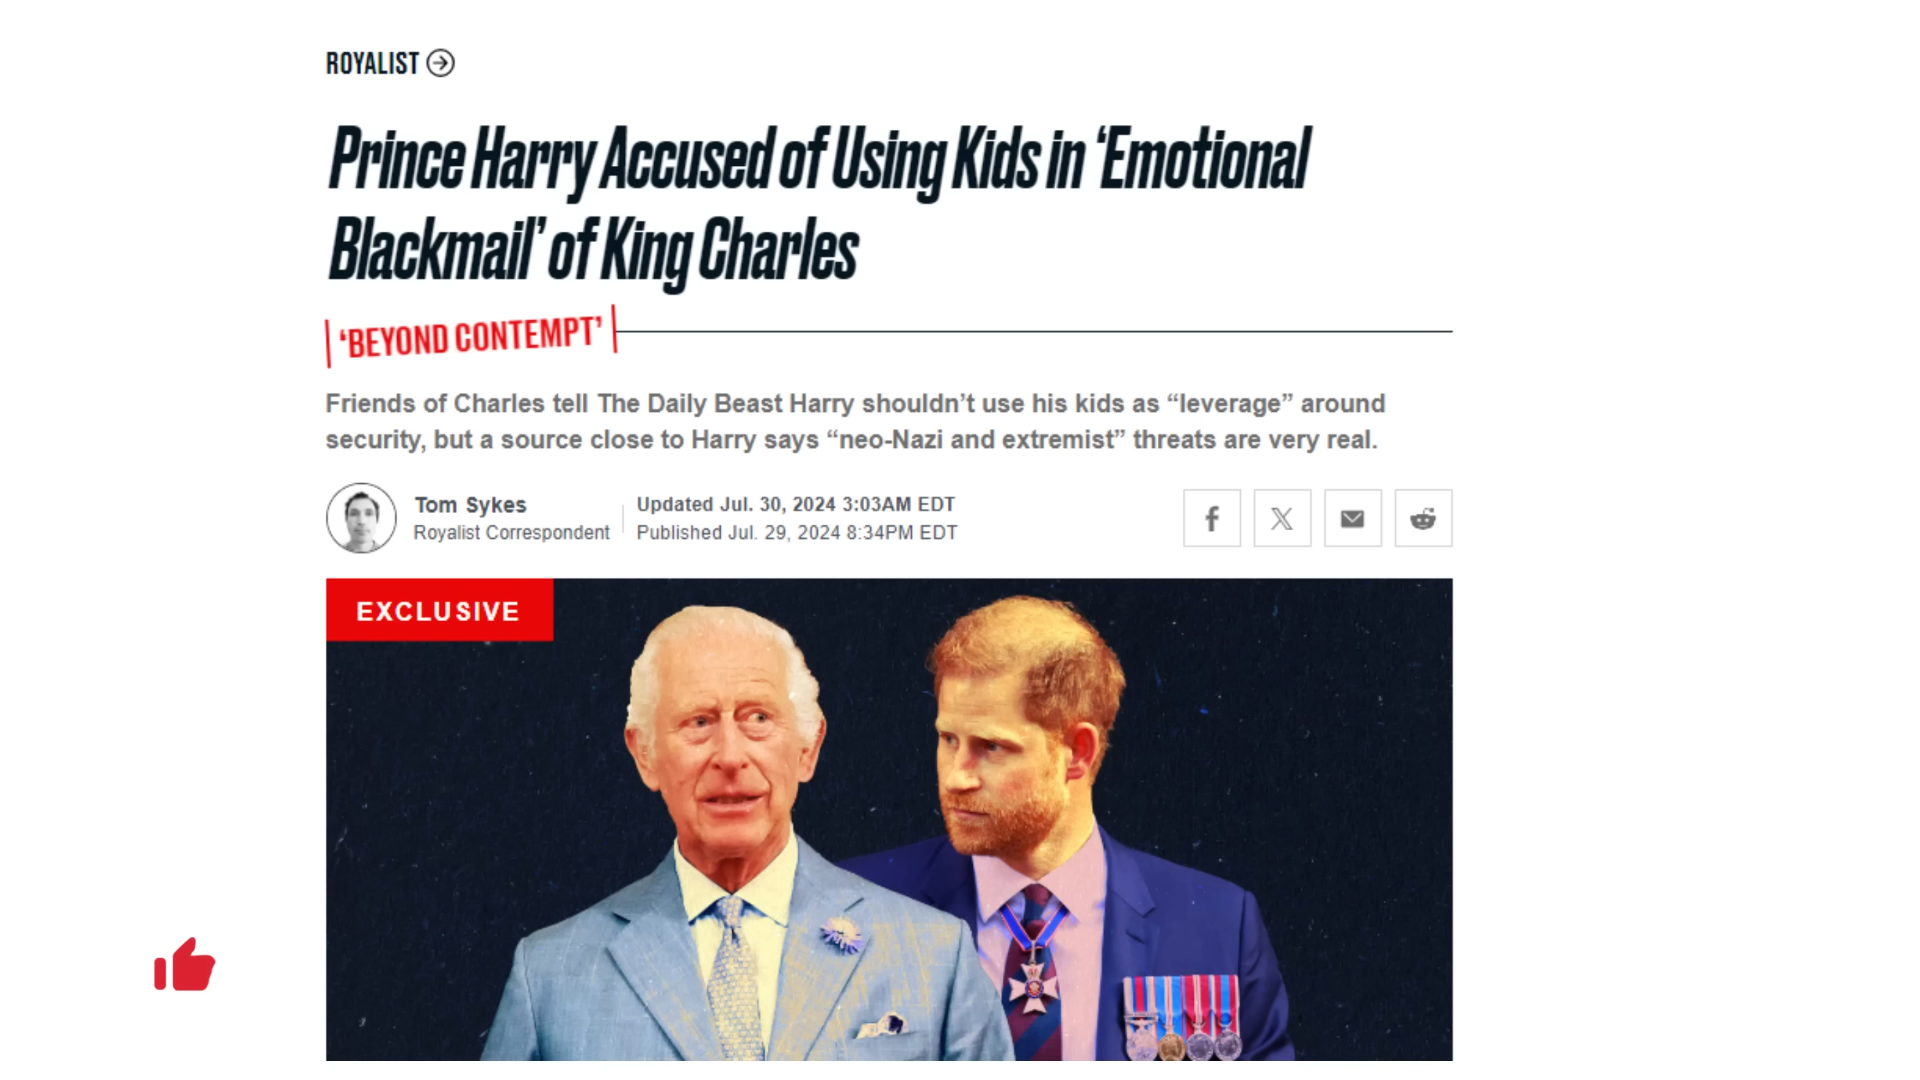 ROYALIST
Prince Harry Accused of Using Kids in ‘Emotional
Blackmail’ of King Charles
‘BEYOND CONTEMPT’
Friends of Charles tell The Daily Beast Harry shouldn’t use his kids as “leverage” around
security, but a source close to Harry says “neo-Nazi and extremist” threats are very real.
Tom Sykes
Royalist Correspondent
Updated Jul. 30, 2024 3:03AM EDT
Published Jul. 29, 2024 8:34PM EDT
EXCLUSIVE